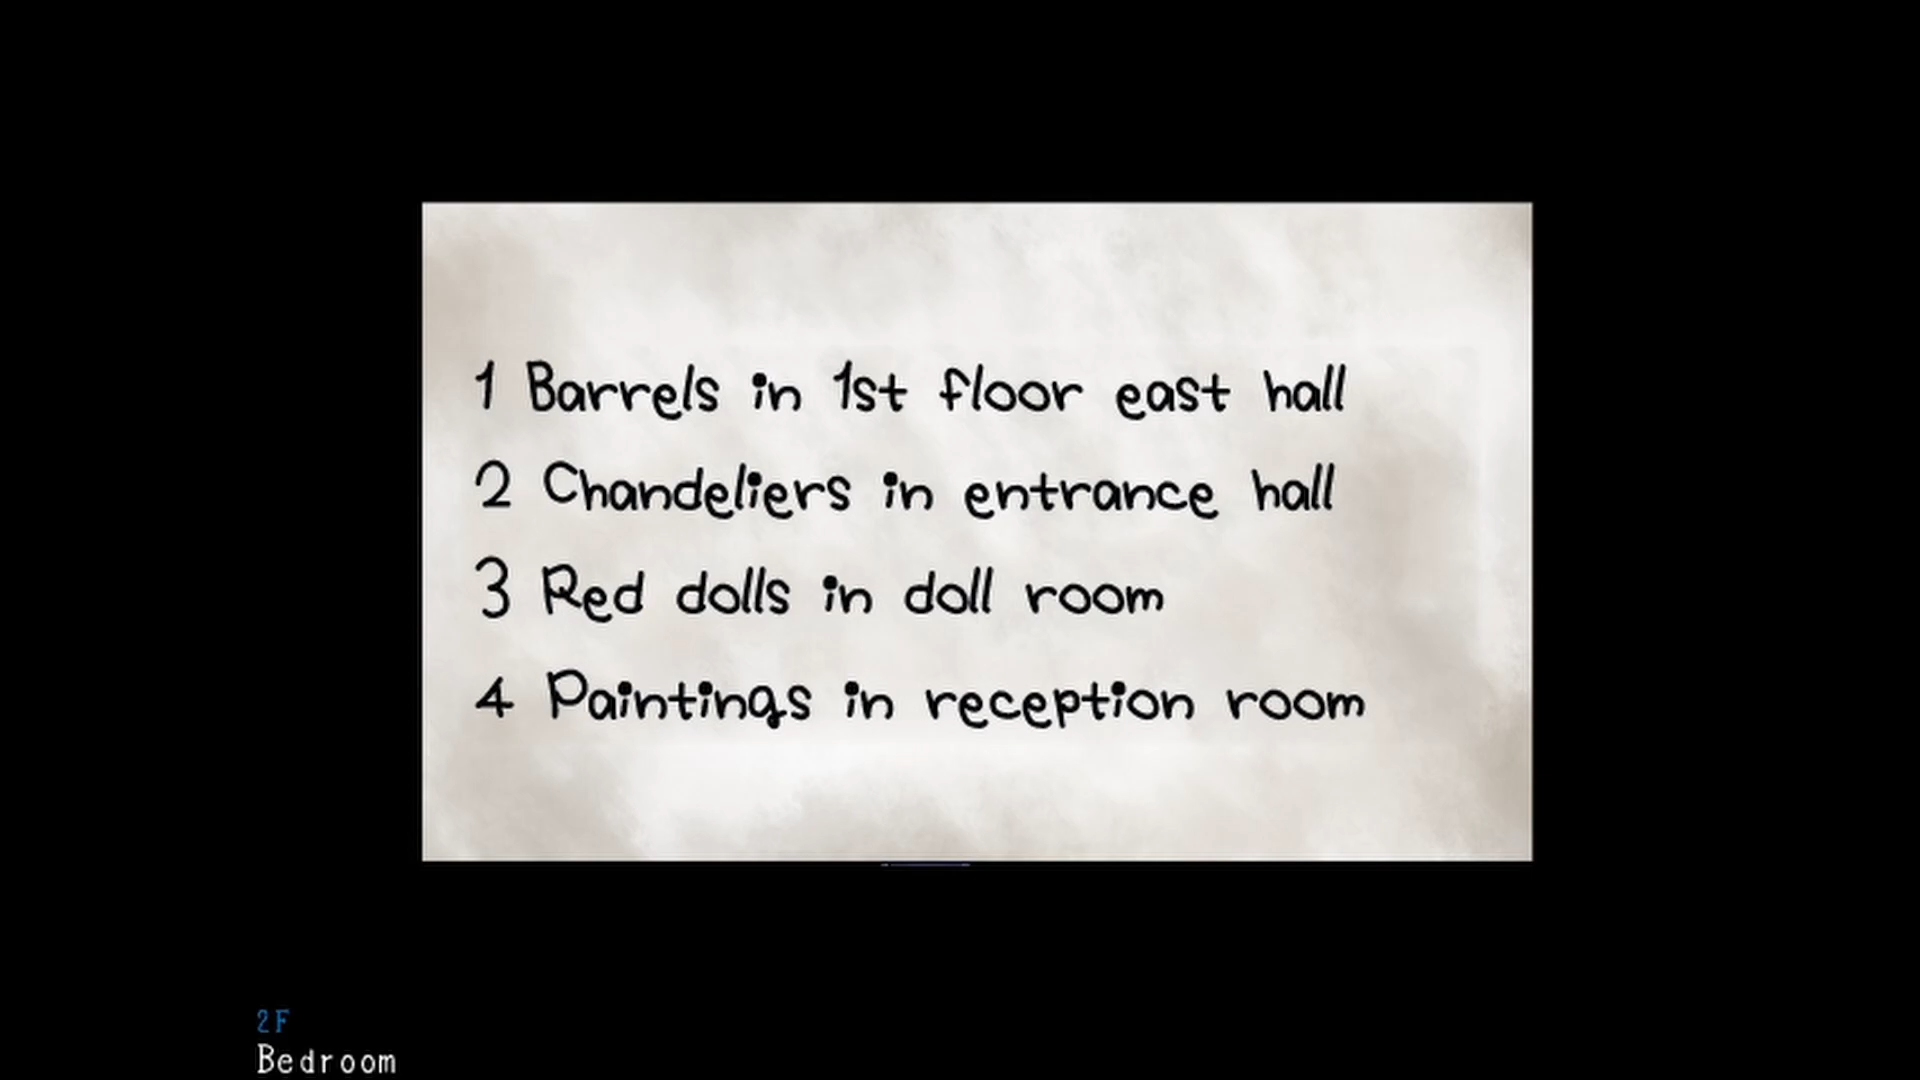 1 Barrels in 1st floor east hall
2 Chandeliers in entrance hall
3 Red dolls in doll room
4 Paintings in reception room
2F
Bedroom